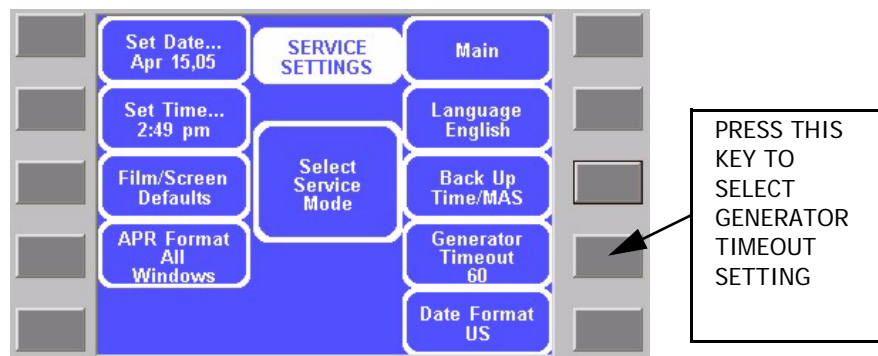 Set Date...
Apr 15,05
Set Time...
2:49 pm
Film/Screen
Defaults
APR Format
All
Windows
SERVICE
SETTINGS
Select
Service
Mode
Main
Language
English
Back Up
Time/MAS
Generator
Timeout
60
Date Format
US
PRESS THIS
KEY TO
SELECT
GENERATOR
TIMEOUT
SETTING